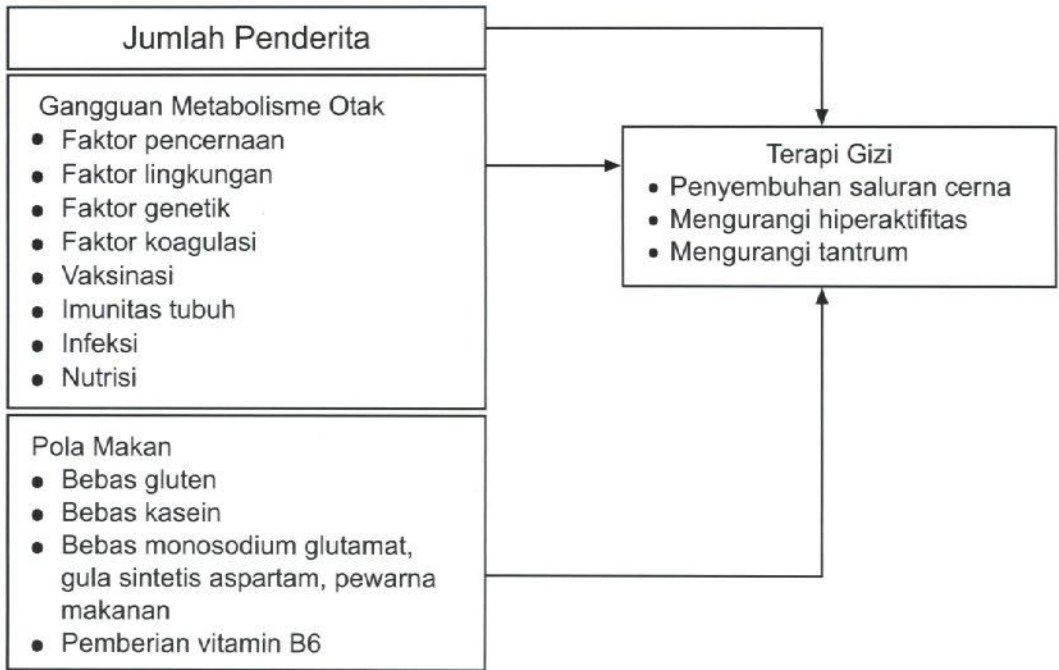 Jumlah Penderita
Gangguan Metabolisme Otak
• Faktor pencernaan
• Faktor lingkungan
• Faktor genetik
• Faktor koagulasi
• Vaksinasi
• Imunitas tubuh
• Infeksi
• Nutrisi
Pola Makan
• Bebas gluten
• Bebas kasein
• Bebas monosodium glutamat,
gula sintetis aspartam, pewarna
makanan
• Pemberian vitamin B6
Terapi Gizi
• Penyembuhan saluran cerna
• Mengurangi hiperaktifitas
• Mengurangi tantrum